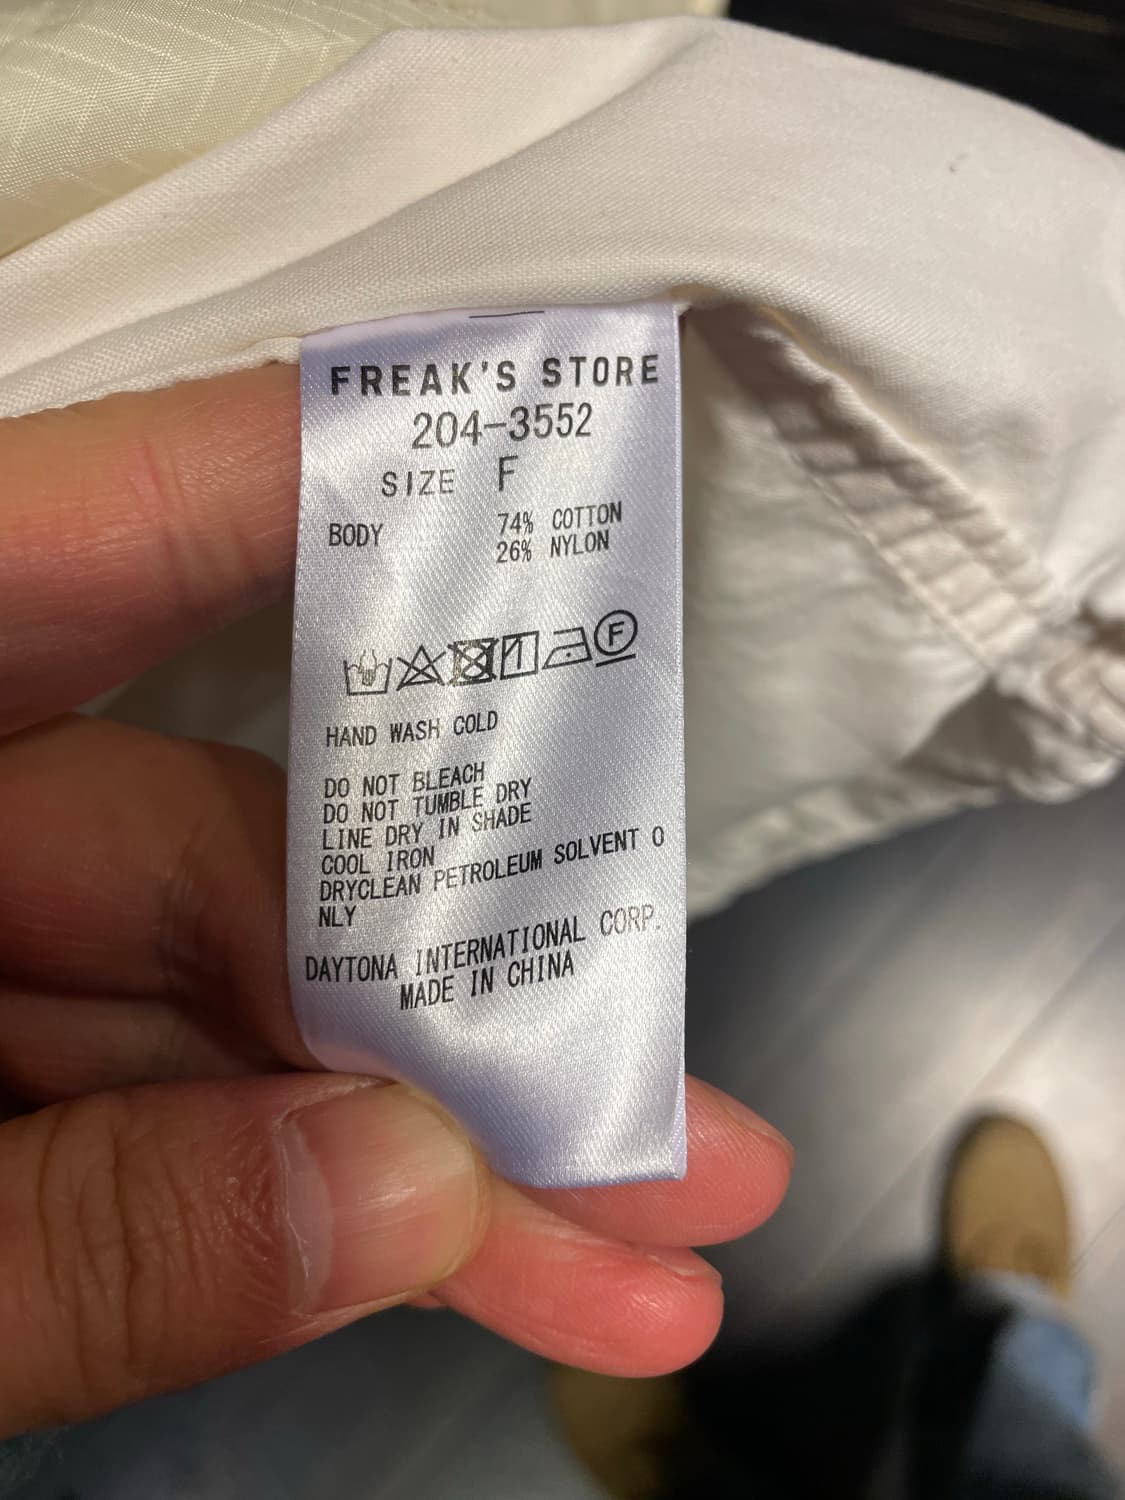 FREAK'S STORE
204-3552
SIZE F
BODY 74% COTTON
26% NYLON
F
HAND WASH COLD
DO NOT BLEACH
DO NOT TUMBLE DRY
LINE DRY IN SHADE
COOL IRON
DRYCLEAN PETROLEUM SOLVENT O
NLY
DAYTONA INTERNATIONAL CORP.
MADE IN CHINA